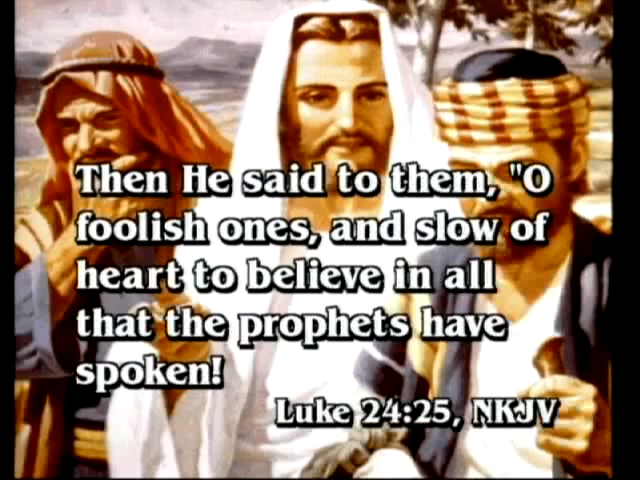 Then He said to them, "O
foolish ones, and slow of
heart to believe in all
that the prophets have
spoken!
Luke 24:25, NKJV